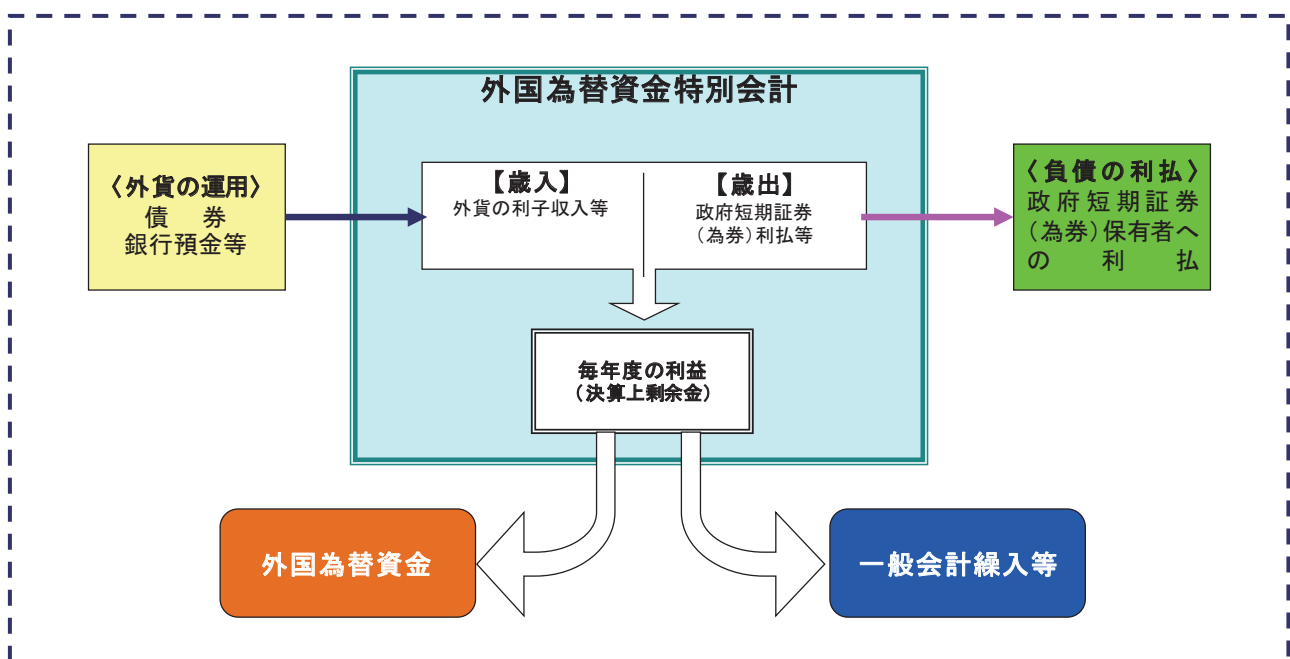 外国為替資金特別会計
〈外貨の運用〉
債券
銀行預金等
【歳入】
外貨の利子収入等
【歳出】
政府短期証券
(為券)利払等
〈負債の利払〉
政府短期証券
(為券)保有者へ
の利払
毎年度の利益
(決算上剰余金)
外国為替資金
一般会計繰入等